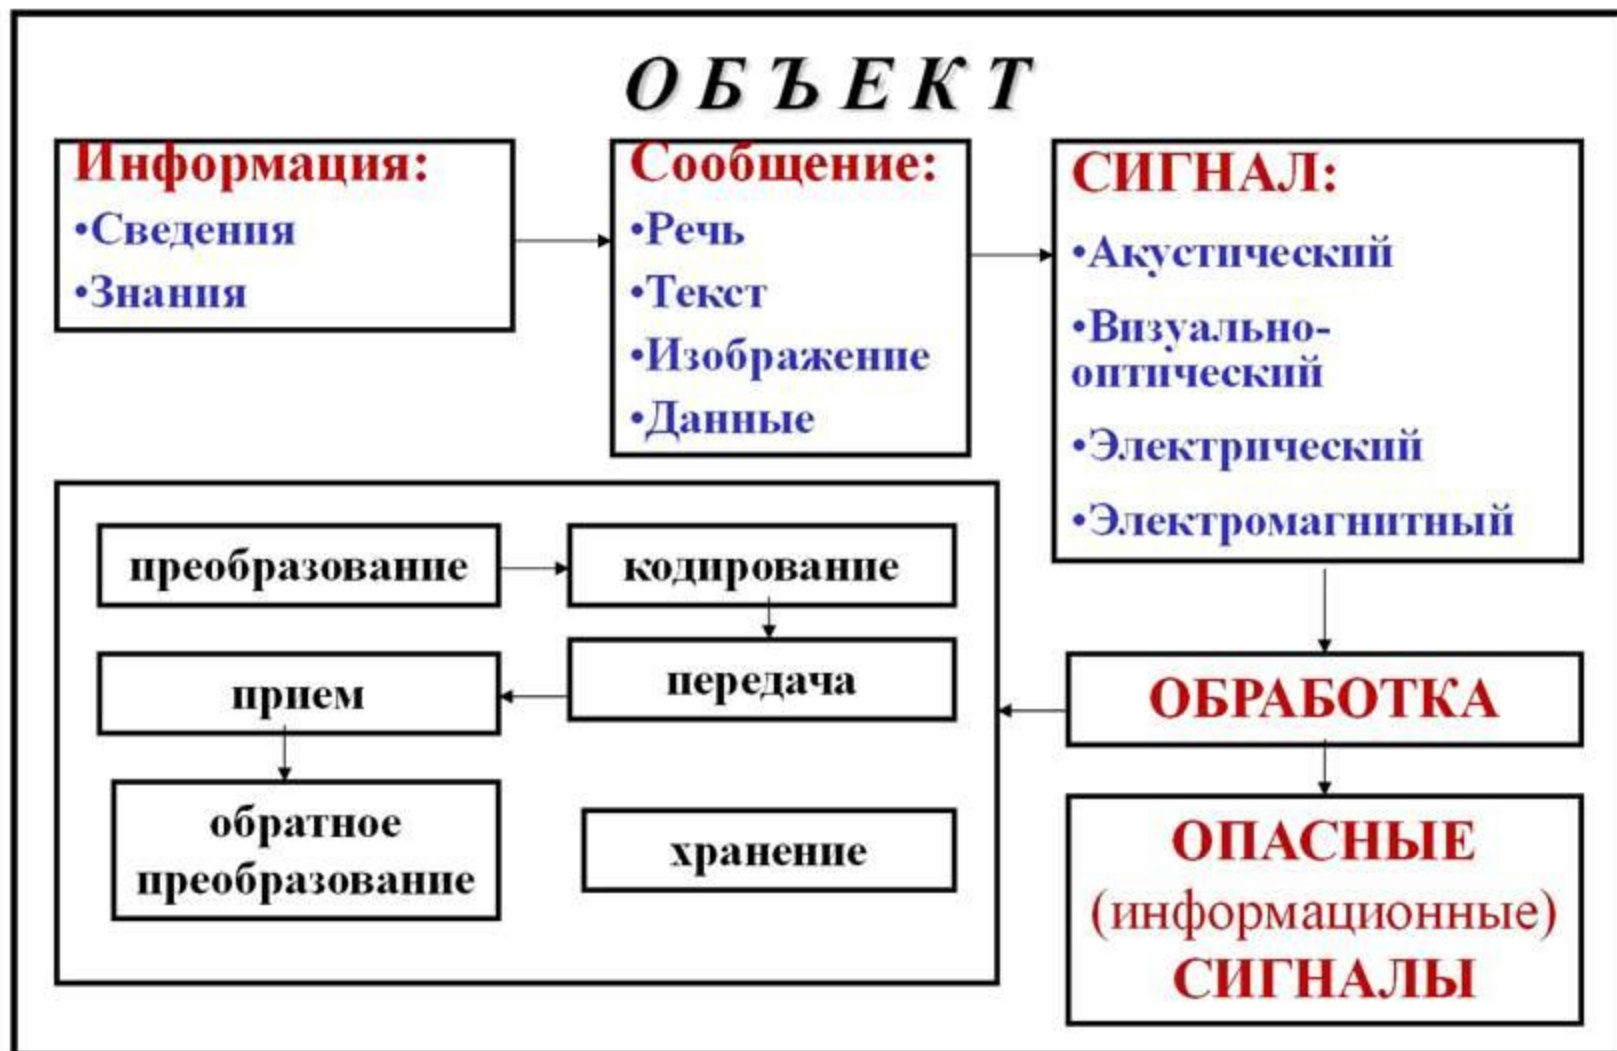 О Б Ъ Е К Т
Информация:
•Сведения
•Знания
Сообщение:
•Речь
•Текст
•Изображение
•Данные
СИГНАЛ:
•Акустический
•Визуально-
оптический
•Электрический
•Электромагнитный
преобразование
кодирование
прием
передача
обратное
преобразование
хранение
ОБРАБОТКА
ОПАСНЫЕ
(информационные)
СИГНАЛЫ